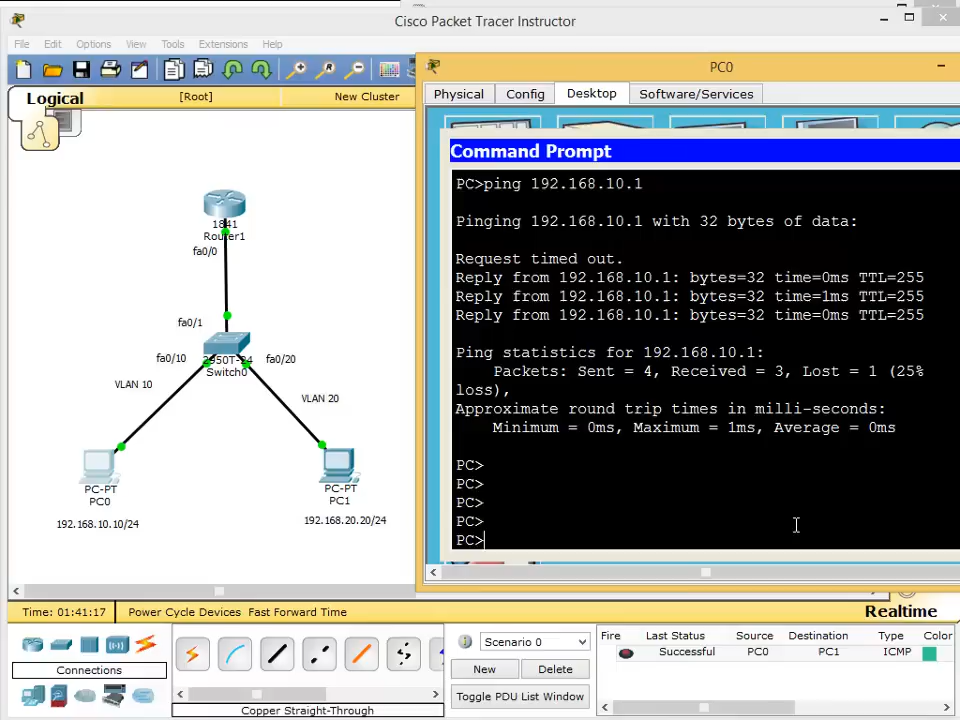 Cisco Packet Tracer Instructor
File Edit Options View Tools Extensions Help
PC0
Physical Config Desktop Software/Services
Logical [Root] New Cluster
Command Prompt
PC>ping 192.168.10.1
Pinging 192.168.10.1 with 32 bytes of data:
Request timed out.
Reply from 192.168.10.1: bytes=32 time=0ms TTL=255
Reply from 192.168.10.1: bytes=32 time=1ms TTL=255
Reply from 192.168.10.1: bytes=32 time=0ms TTL=255
Ping statistics for 192.168.10.1:
Packets: Sent = 4, Received = 3, Lost = 1 (25%
loss),
Approximate round trip times in milli-seconds:
Minimum = 0ms, Maximum = 1ms, Average = 0ms
PC>
PC>
PC>
PC>
PC>
1841
Router1
fa0/0
fa0/1
fa0/10
2950T-24
Switch0
fa0/20
VLAN 10
VLAN 20
PC-PT
PC0
192.168.10.10/24
PC-PT
PC1
192.168.20.20/24
Time: 01:41:17 Power Cycle Devices Fast Forward Time Realtime
Connections
Copper Straight-Through
Scenario 0
New Delete
Toggle PDU List Window
Fire Last Status Source Destination Type Color
Successful PC0 PC1 ICMP